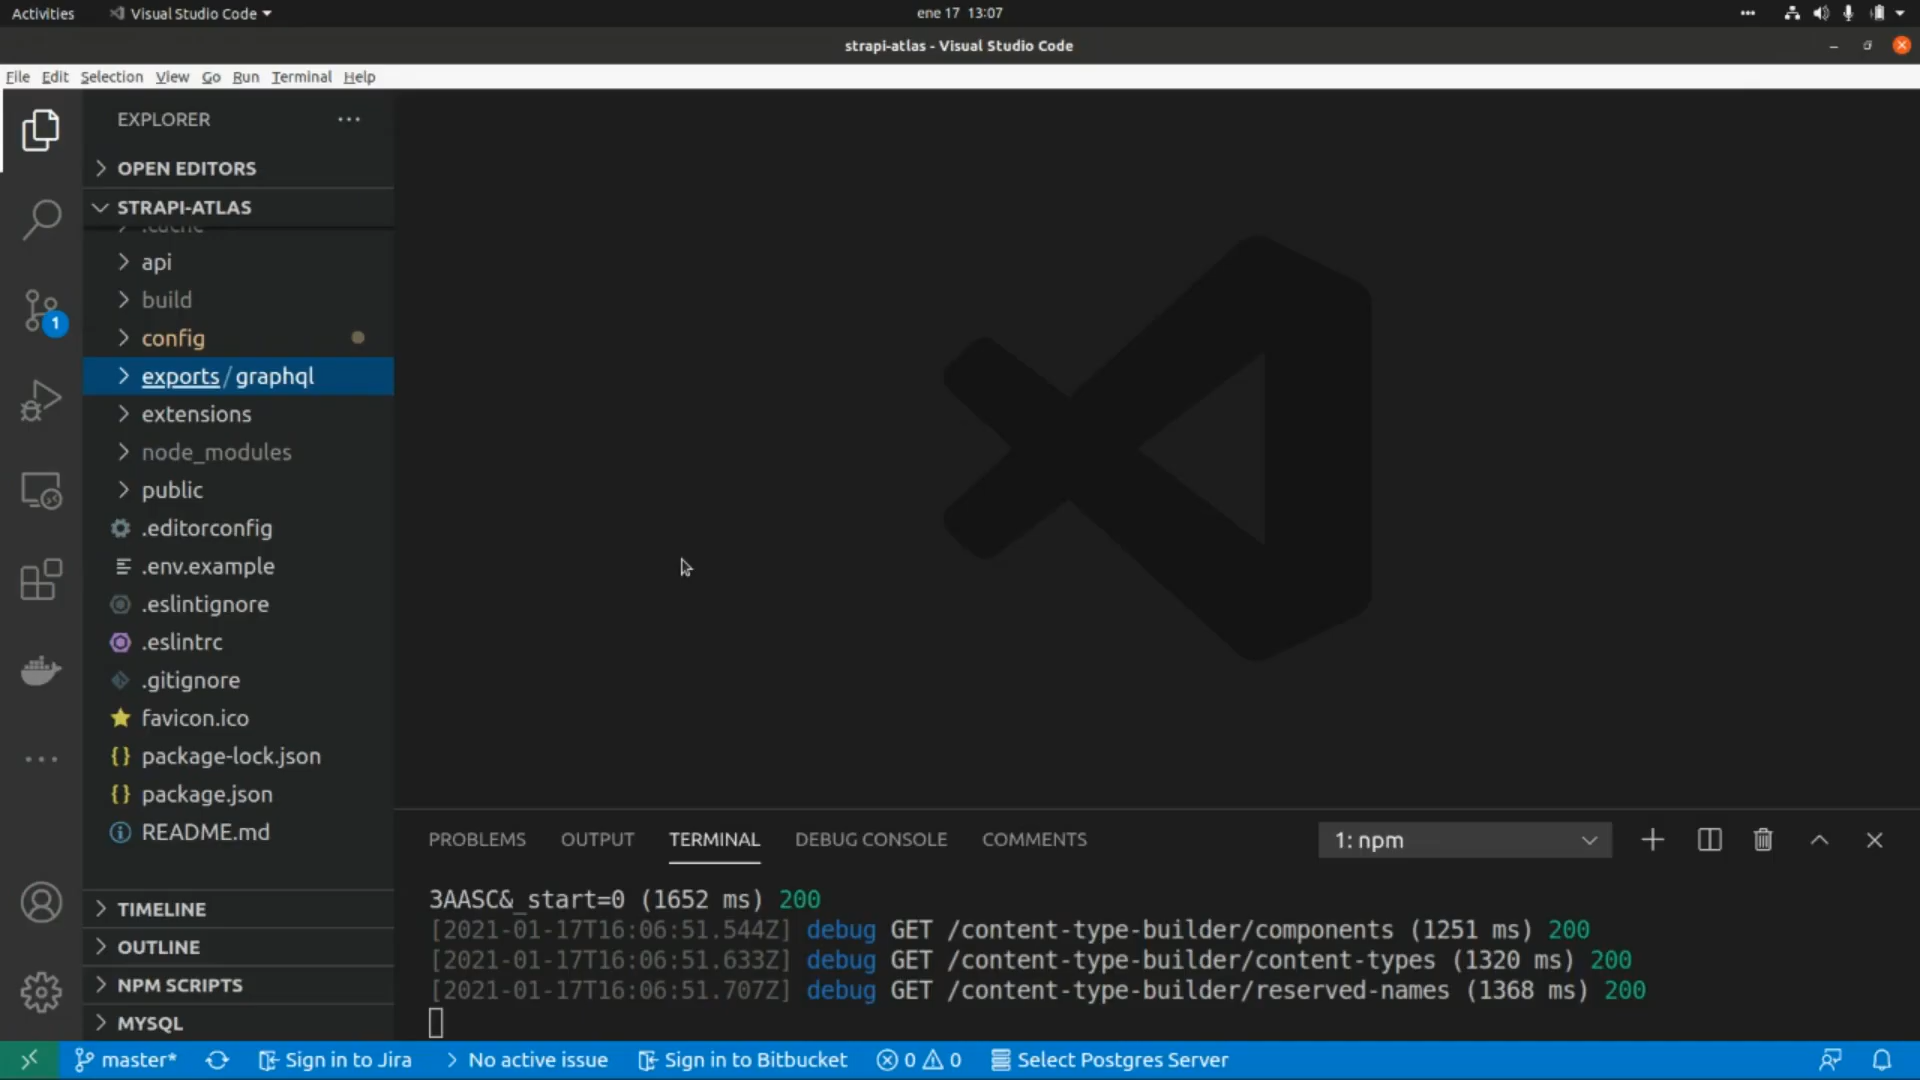 Activities
Visual Studio Code
ene 17 13:07
strapi-atlas - Visual Studio Code
File Edit Selection View Go Run Terminal Help
EXPLORER
OPEN EDITORS
STRAPI-ATLAS
.cache
api
build
config
exports / graphql
extensions
node_modules
public
.editorconfig
.env.example
.eslintignore
.eslintrc
.gitignore
favicon.ico
package-lock.json
package.json
README.md
TIMELINE
OUTLINE
NPM SCRIPTS
MYSQL
1
PROBLEMS OUTPUT TERMINAL DEBUG CONSOLE COMMENTS
1: npm
3AASC&_start=0 (1652 ms) 200
[2021-01-17T16:06:51.544Z] debug GET /content-type-builder/components (1251 ms) 200
[2021-01-17T16:06:51.633Z] debug GET /content-type-builder/content-types (1320 ms) 200
[2021-01-17T16:06:51.707Z] debug GET /content-type-builder/reserved-names (1368 ms) 200
master* Sign in to Jira No active issue Sign in to Bitbucket 0 0 Select Postgres Server